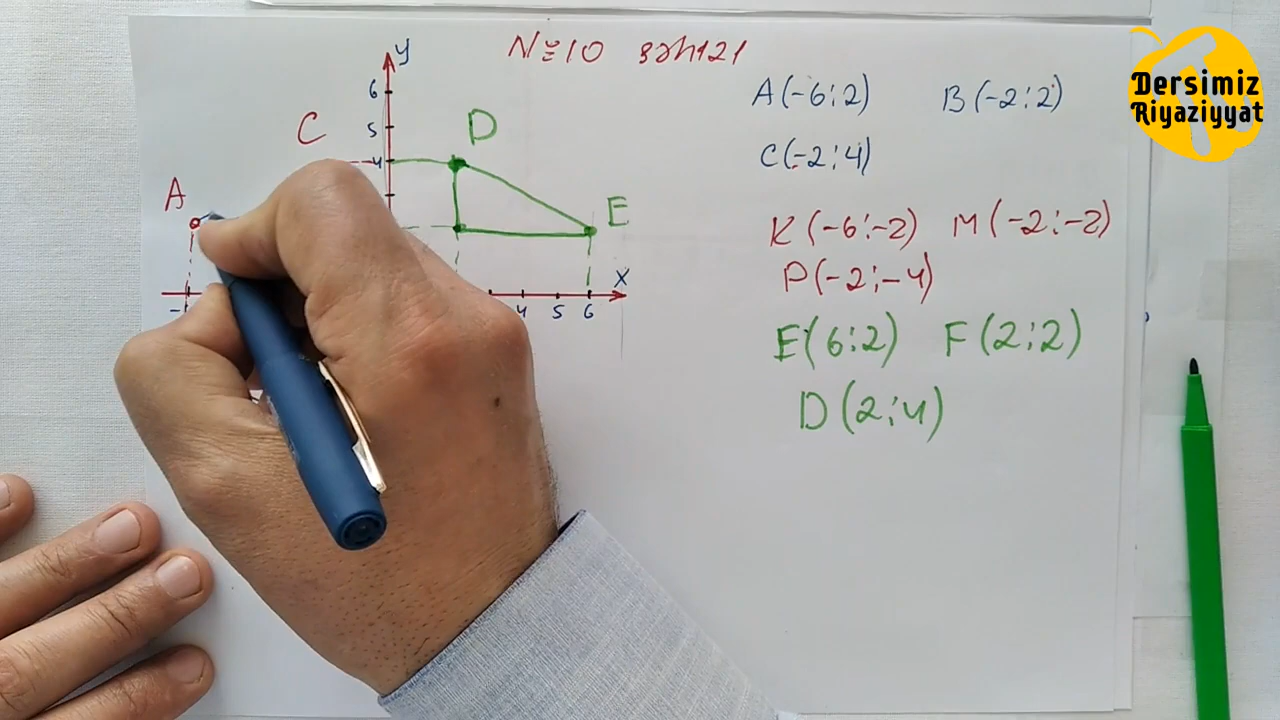 №10 səh121
Dersimiz
Riyaziyyat
A(-6;2) B(-2;2)
C(-2;4)
K(-6;-2) M(-2;-2)
P(-2;-4)
E(6;2) F(2;2)
D(2;4)
y
6
5
4
C
D
A
E
x
4 5 6